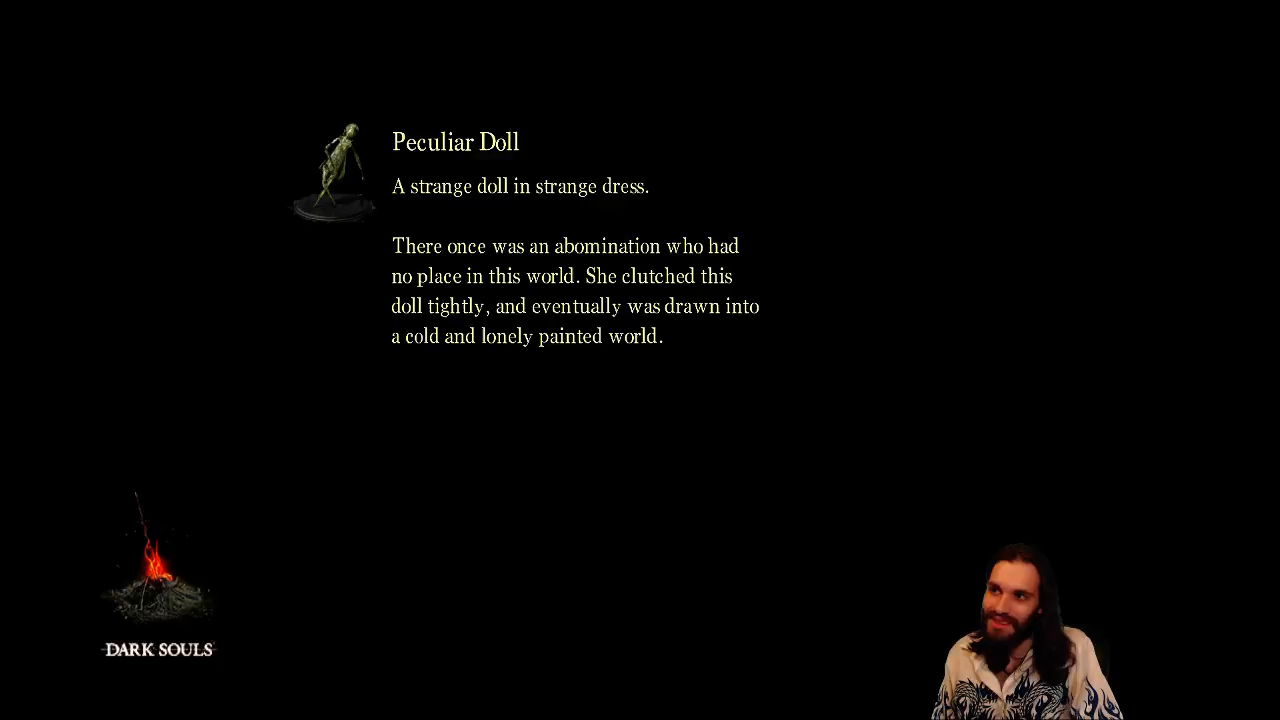 Peculiar Doll
A strange doll in strange dress.
There once was an abomination who had
no place in this world. She clutched this
doll tightly, and eventually was drawn into
a cold and lonely painted world.
DARK SOULS